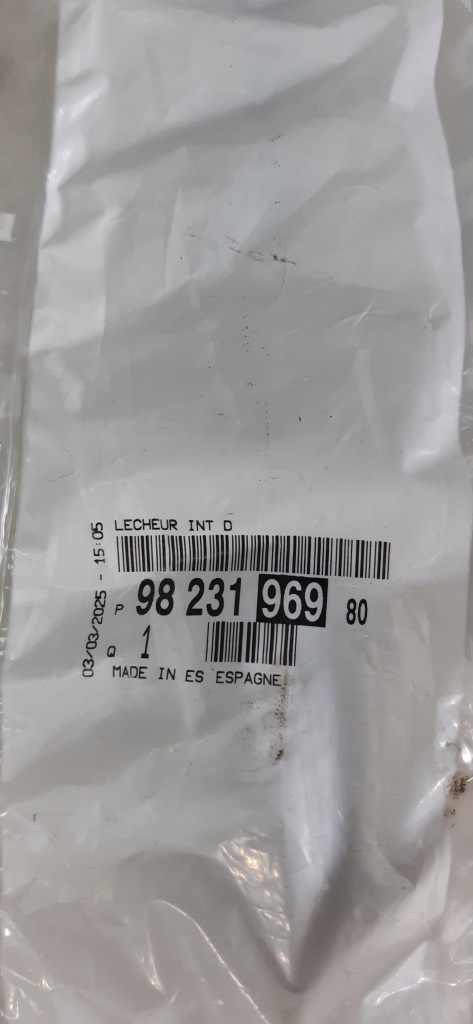 LECHEUR INT D
P 98 231 969 80
Q 1
MADE IN ES ESPAGNE
03/03/2025 - 15:05